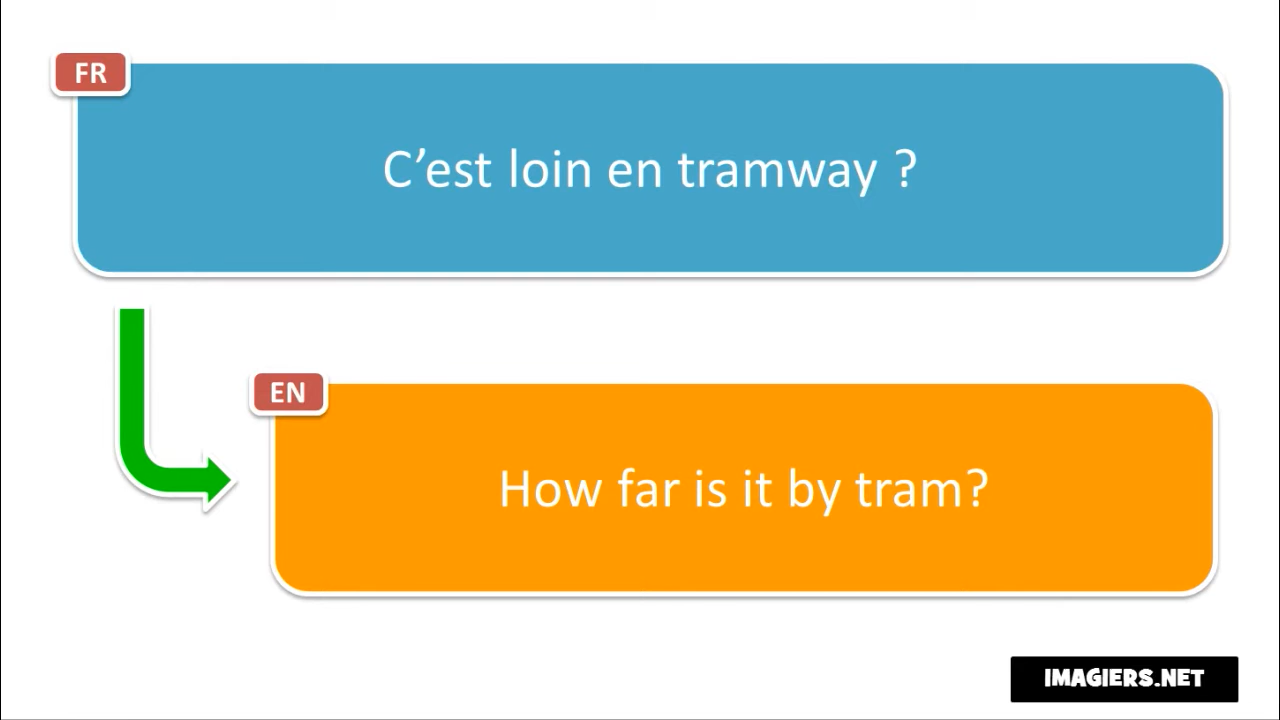 FR
C’est loin en tramway ?
EN
How far is it by tram?
IMAGIERS.NET